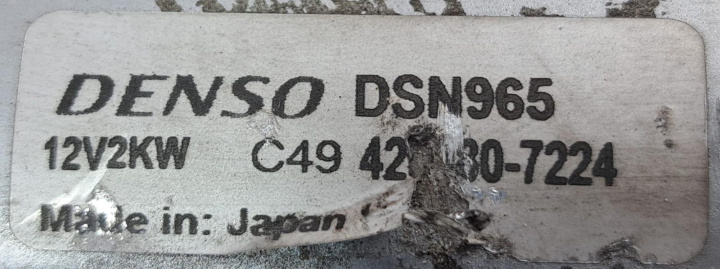 DENSO DSN965
12V2KW C49
Made in: Japan